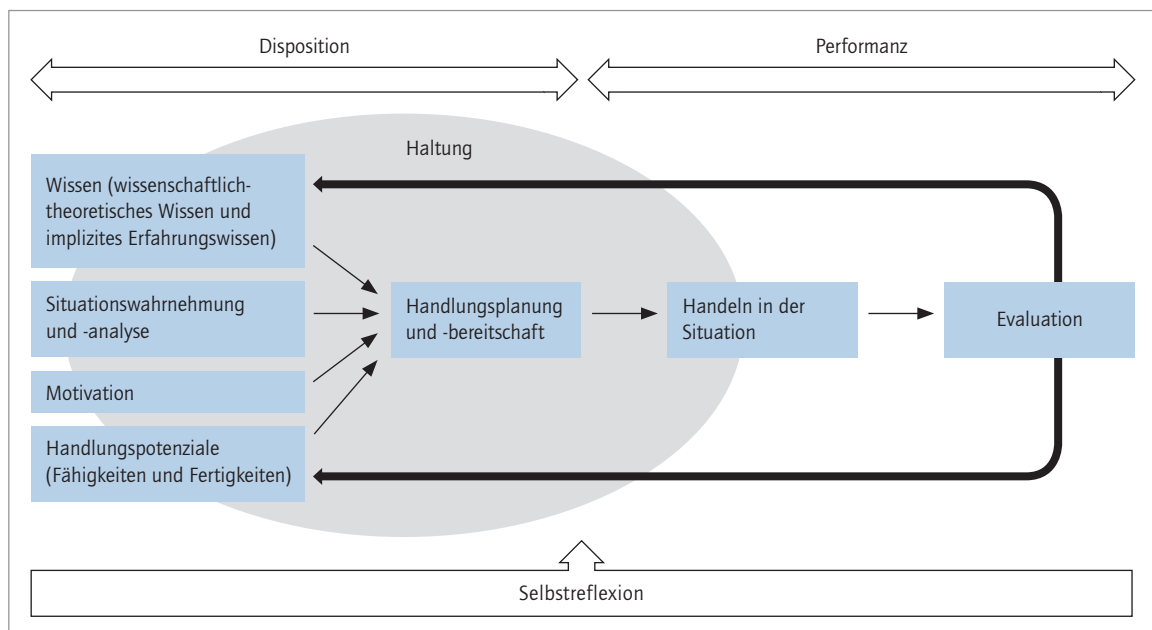 Disposition
Performanz
Haltung
Wissen (wissenschaftlich-
theoretisches Wissen und
implizites Erfahrungswissen)
Situationswahrnehmung
und -analyse
Motivation
Handlungspotenziale
(Fähigkeiten und Fertigkeiten)
Handlungsplanung
und -bereitschaft
Handeln in der
Situation
Evaluation
Selbstreflexion